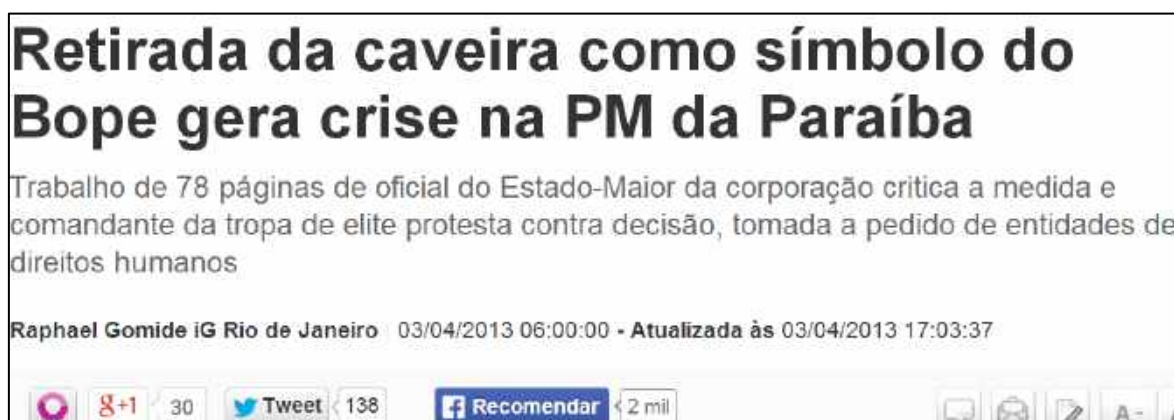 Retirada da caveira como símbolo do
Bope gera crise na PM da Paraíba
Trabalho de 78 páginas de oficial do Estado-Maior da corporação critica a medida e
comandante da tropa de elite protesta contra decisão, tomada a pedido de entidades de
direitos humanos
Raphael Gomide iG Rio de Janeiro 03/04/2013 06:00:00 - Atualizada às 03/04/2013 17:03:37
g+1 30 Tweet 138 f Recomendar 2 mil A-